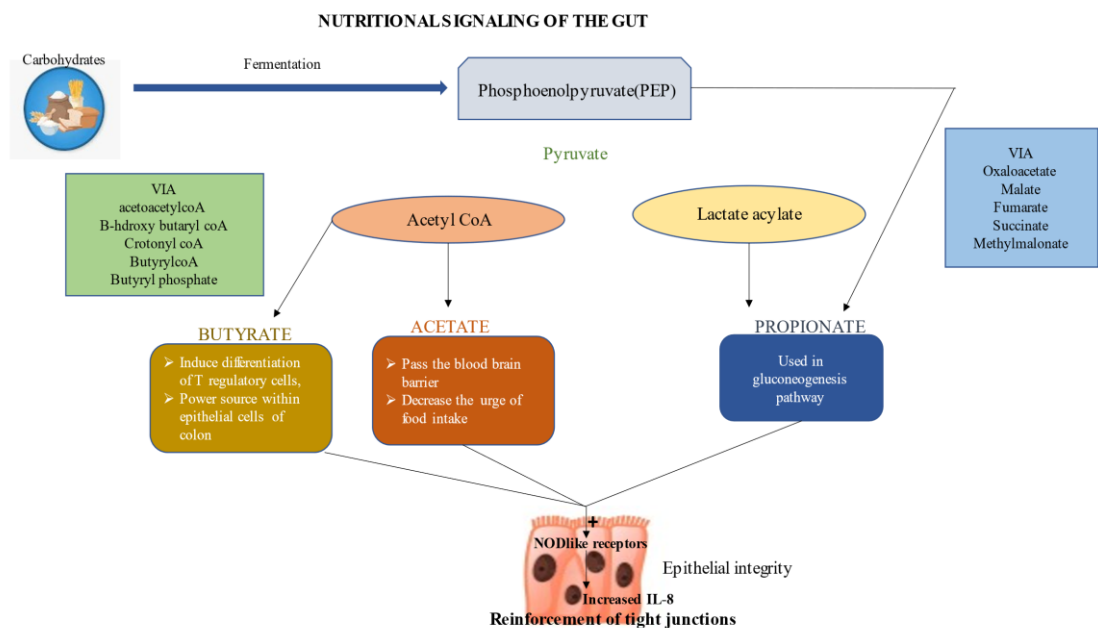 NUTRITIONAL SIGNALING OF THE GUT
Carbohydrates
Fermentation
Phosphoenolpyruvate(PEP)
Pyruvate
VIA
acetoacetylcoA
B-hdroxy butaryl coA
Crotonyl coA
ButyrylcoA
Butyryl phosphate
Acetyl CoA
Lactate acylate
VIA
Oxaloacetate
Malate
Fumarate
Succinate
Methylmalonate
BUTYRATE
➢ Induce differentiation
of T regulatory cells,
➢ Power source within
epithelial cells of
colon
ACETATE
➢ Pass the blood brain
barrier
➢ Decrease the urge of
food intake
PROPIONATE
Used in
gluconeogenesis
pathway
+
NODlike receptors
Epithelial integrity
Increased IL-8
Reinforcement of tight junctions